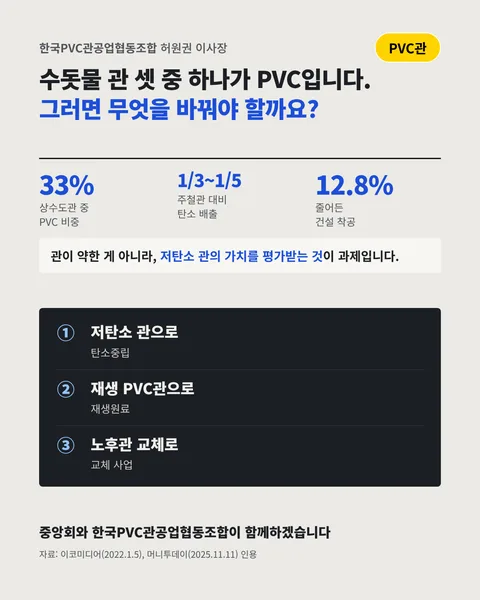 한국PVC관공업협동조합 허원권 이사장
PVC관
수돗물 관 셋 중 하나가 PVC입니다.
그러면 무엇을 바꿔야 할까요?
33%
상수도관 중
PVC 비중
1/3~1/5
주철관 대비
탄소 배출
12.8%
줄어든
건설 착공
관이 약한 게 아니라, 저탄소 관의 가치를 평가받는 것이 과제입니다.
① 저탄소 관으로
탄소중립
② 재생 PVC관으로
재생원료
③ 노후관 교체로
교체 사업
중앙회와 한국PVC관공업협동조합이 함께하겠습니다
자료: 이코미디어(2022.1.5), 머니투데이(2025.11.11) 인용